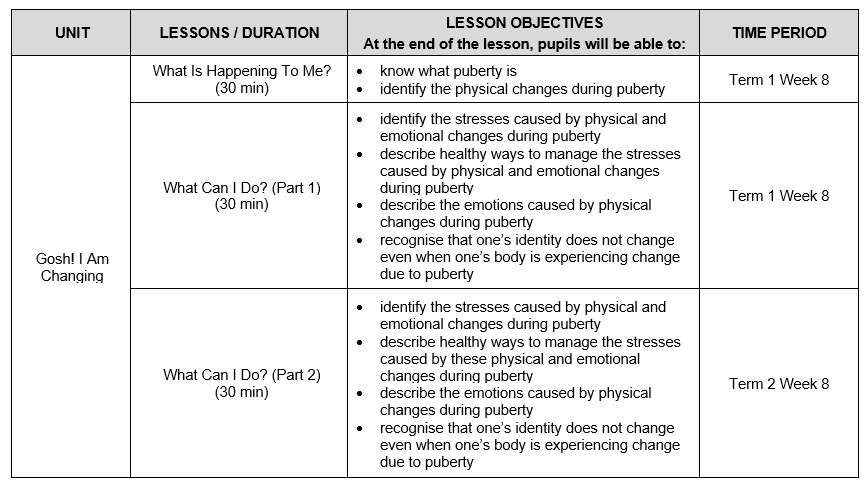 UNIT
LESSONS / DURATION
LESSON OBJECTIVES
At the end of the lesson, pupils will be able to:
TIME PERIOD
Gosh! I Am
Changing
What Is Happening To Me?
(30 min)
• know what puberty is
• identify the physical changes during puberty
Term 1 Week 8
What Can I Do? (Part 1)
(30 min)
• identify the stresses caused by physical and
emotional changes during puberty
• describe healthy ways to manage the stresses
caused by physical and emotional changes
during puberty
• describe the emotions caused by physical
changes during puberty
• recognise that one’s identity does not change
even when one’s body is experiencing change
due to puberty
Term 1 Week 8
What Can I Do? (Part 2)
(30 min)
• identify the stresses caused by physical and
emotional changes during puberty
• describe healthy ways to manage the stresses
caused by these physical and emotional
changes during puberty
• describe the emotions caused by physical
changes during puberty
• recognise that one’s identity does not change
even when one’s body is experiencing change
due to puberty
Term 2 Week 8